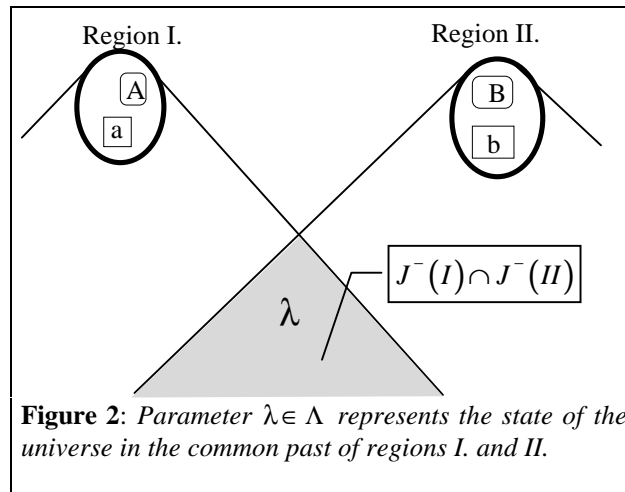 Region I.
Region II.
A
B
a
b
J⁻(I)∩J⁻(II)
λ
Figure 2: Parameter λ∈ Λ represents the state of the
universe in the common past of regions I. and II.